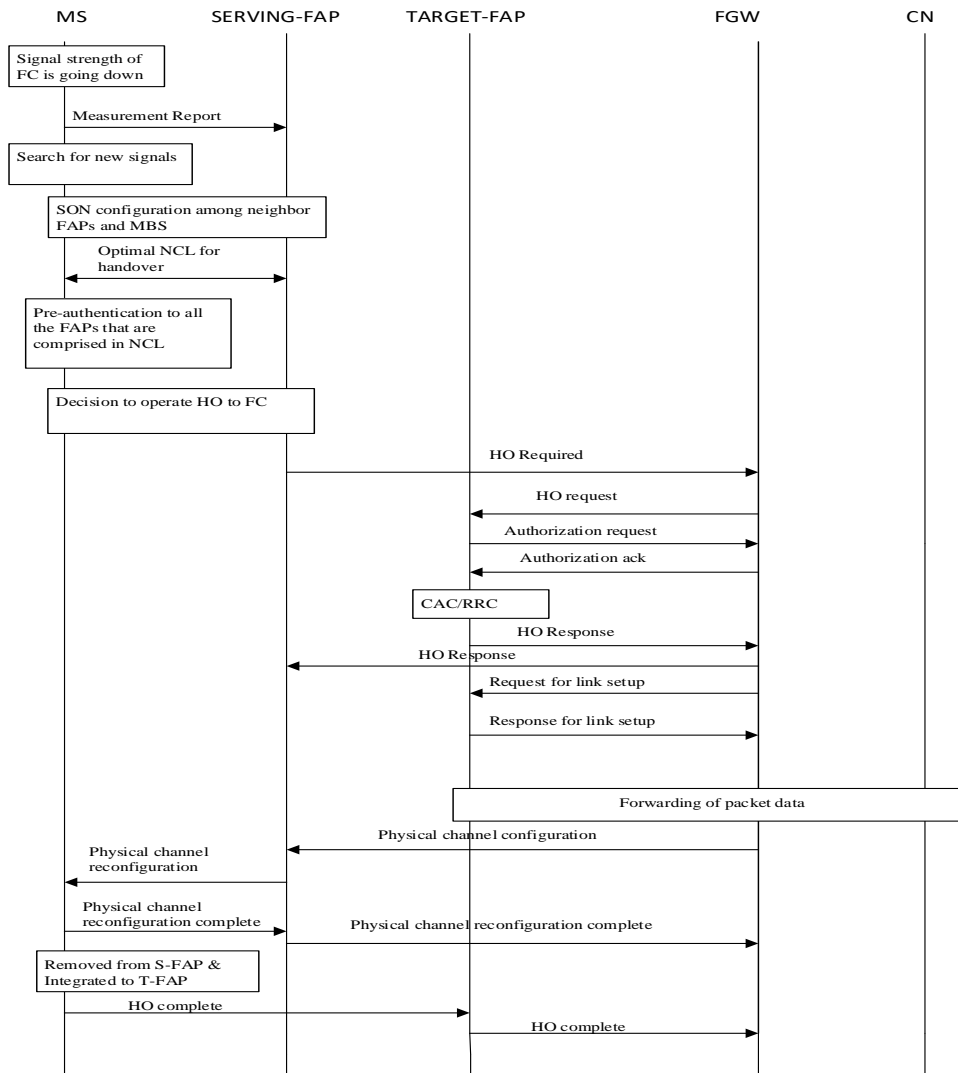 MS SERVING-FAP TARGET-FAP FGW CN
Signal strength of
FC is going down
Measurement Report
Search for new signals
SON configuration among neighbor
FAPs and MBS
Optimal NCL for
handover
Pre-authentication to all
the FAPs that are
comprised in NCL
Decision to operate HO to FC
HO Required
HO request
Authorization request
Authorization ack
CAC/RRC
HO Response
HO Response
Request for link setup
Response for link setup
Forwarding of packet data
Physical channel configuration
Physical channel
reconfiguration
Physical channel
reconfiguration complete
Physical channel reconfiguration complete
Removed from S-FAP &
Integrated to T-FAP
HO complete
HO complete